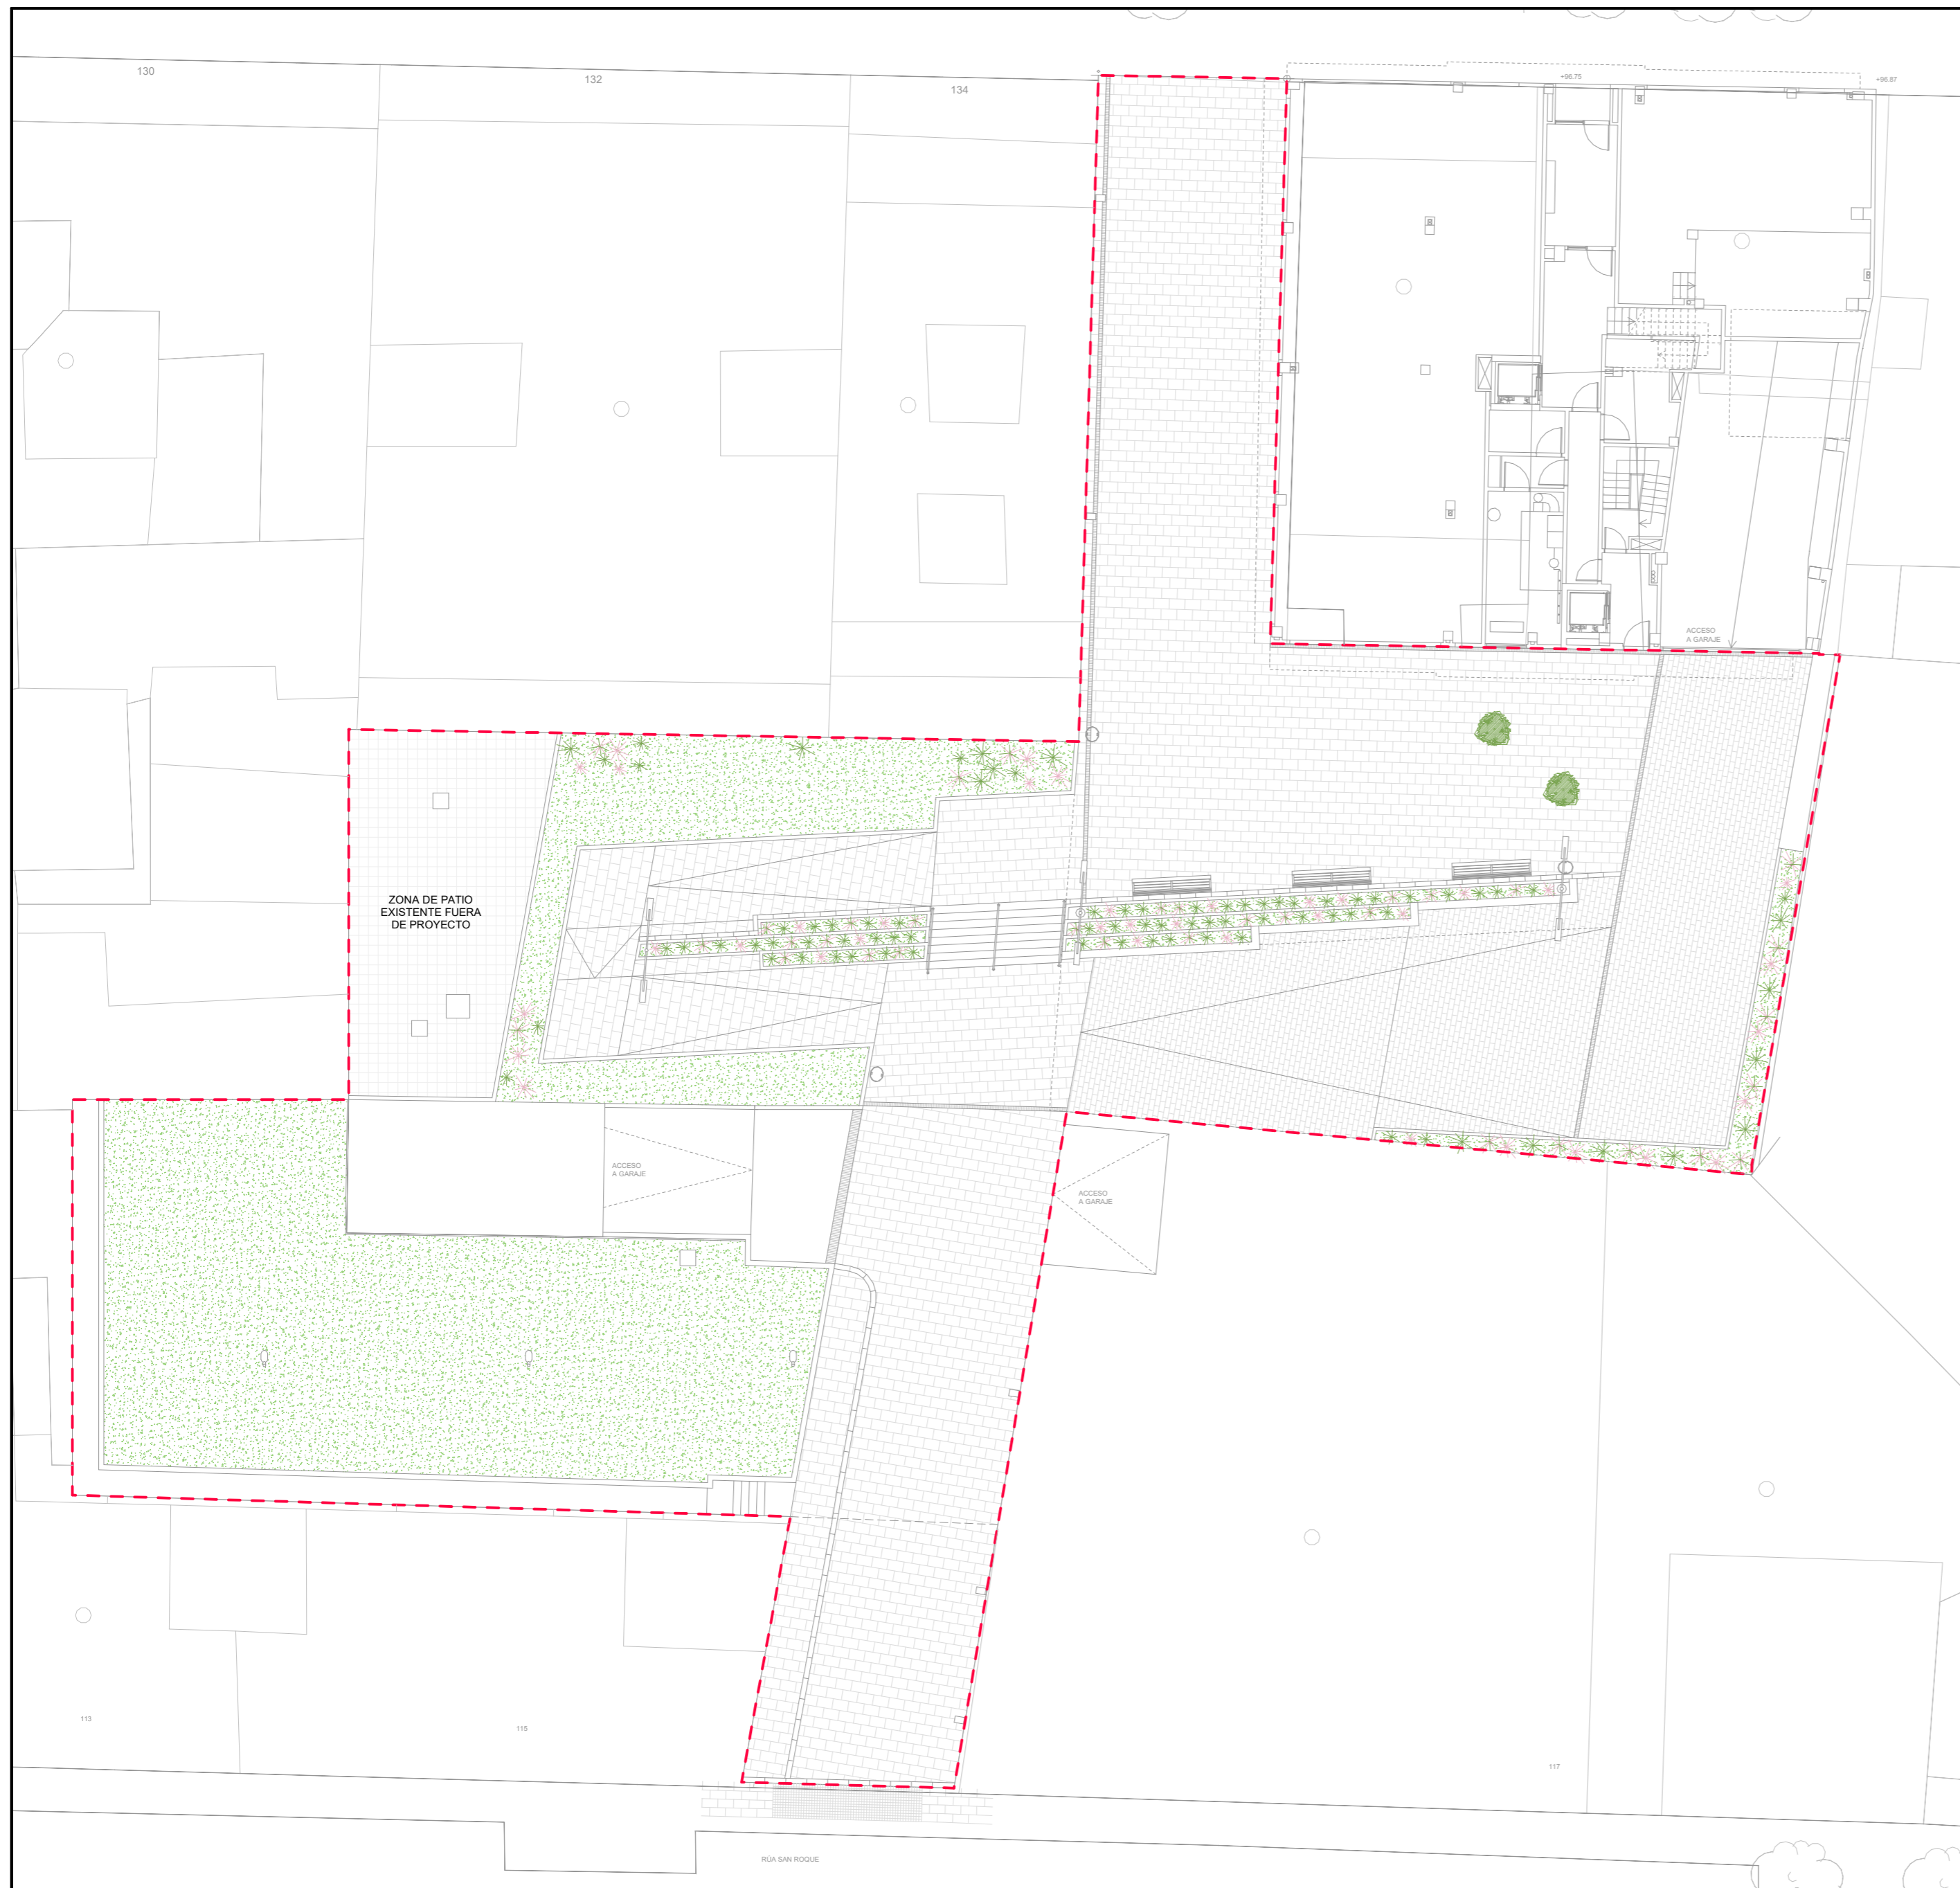 130
132
134
+96.75
+96.87
ACCESO
A GARAJE
ZONA DE PATIO
EXISTENTE FUERA
DE PROYECTO
ACCESO
A GARAJE
ACCESO
A GARAJE
113
115
117
RÚA SAN ROQUE